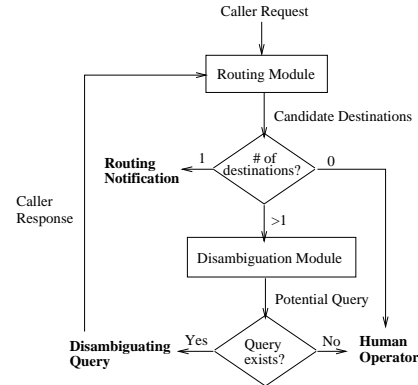 Caller Request
Routing Module
Candidate Destinations
# of
destinations?
1
0
Routing
Notification
Caller
Response
>1
Disambiguation Module
Potential Query
Query
exists?
Yes
No
Disambiguating
Query
Human
Operator